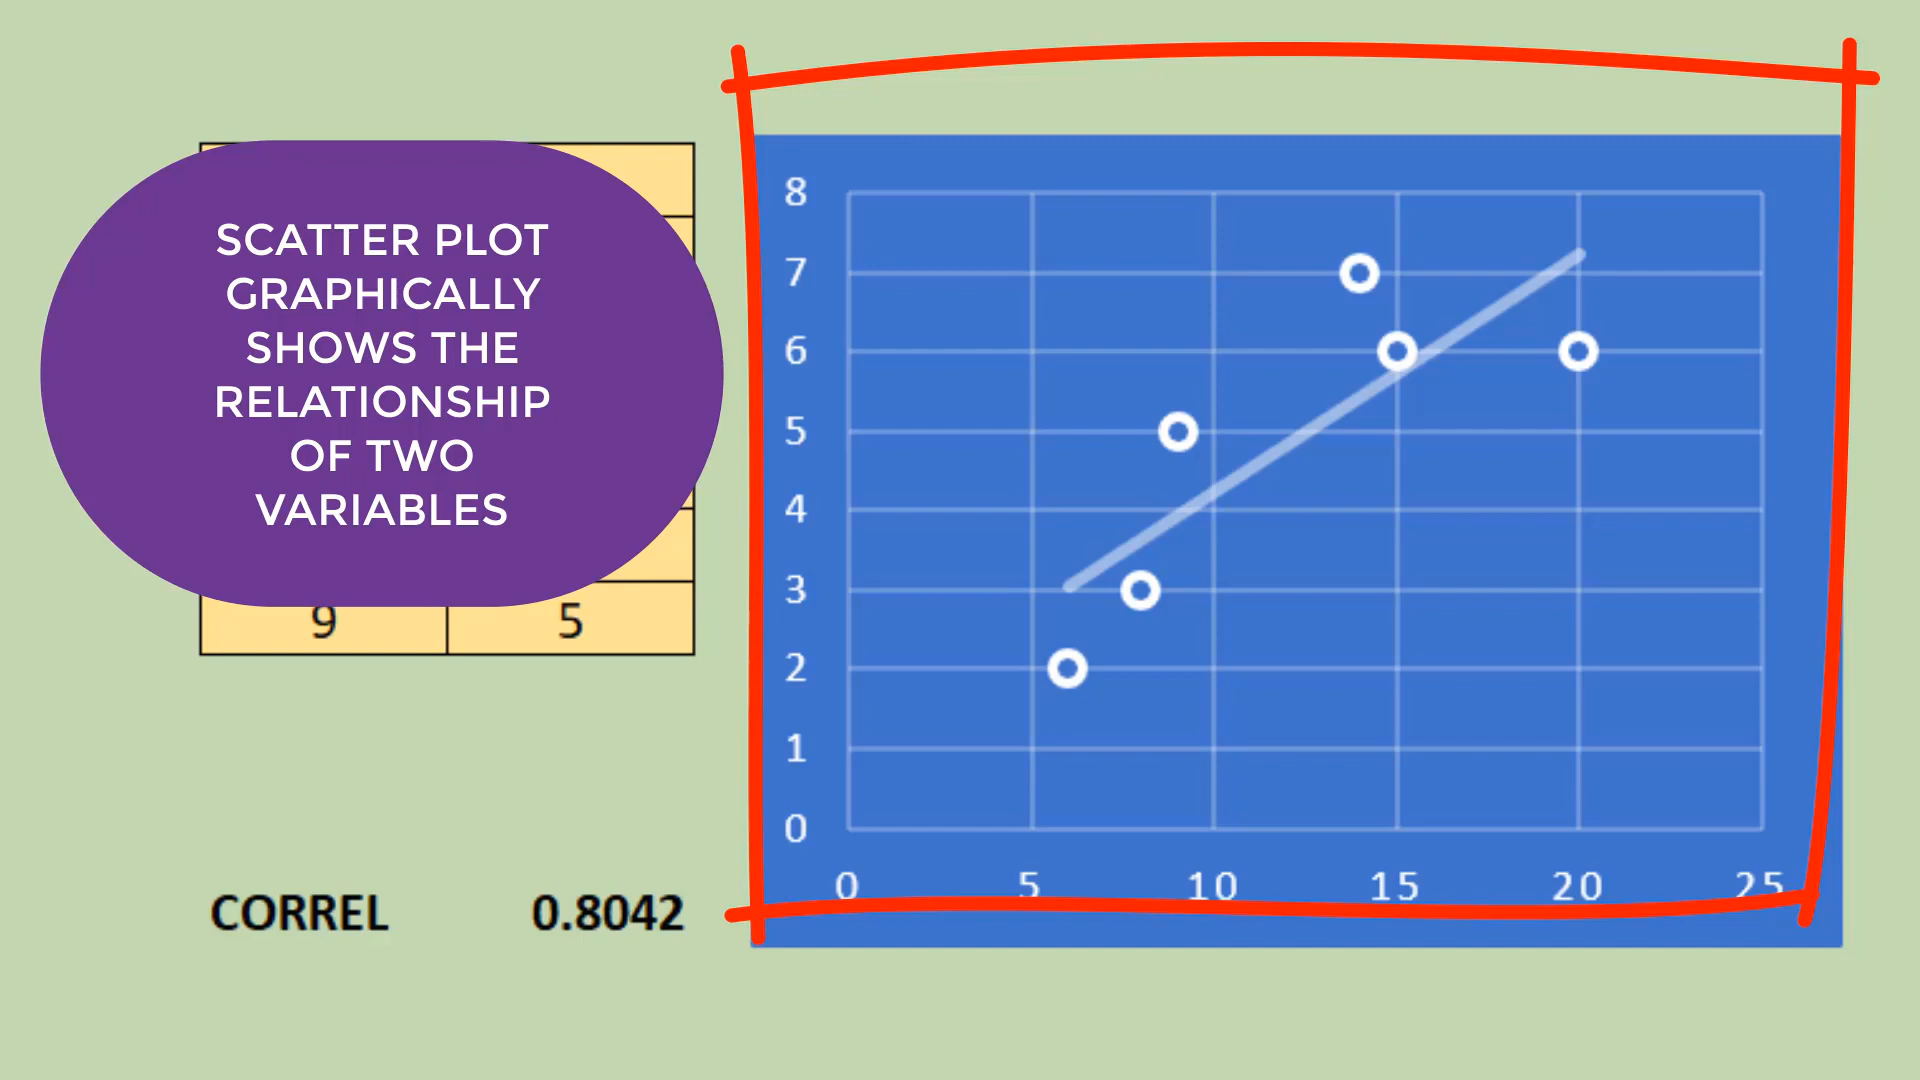 SCATTER PLOT
GRAPHICALLY
SHOWS THE
RELATIONSHIP
OF TWO
VARIABLES
9 5
CORREL 0.8042
8
7
6
5
4
3
2
1
0
0 5 10 15 20 25